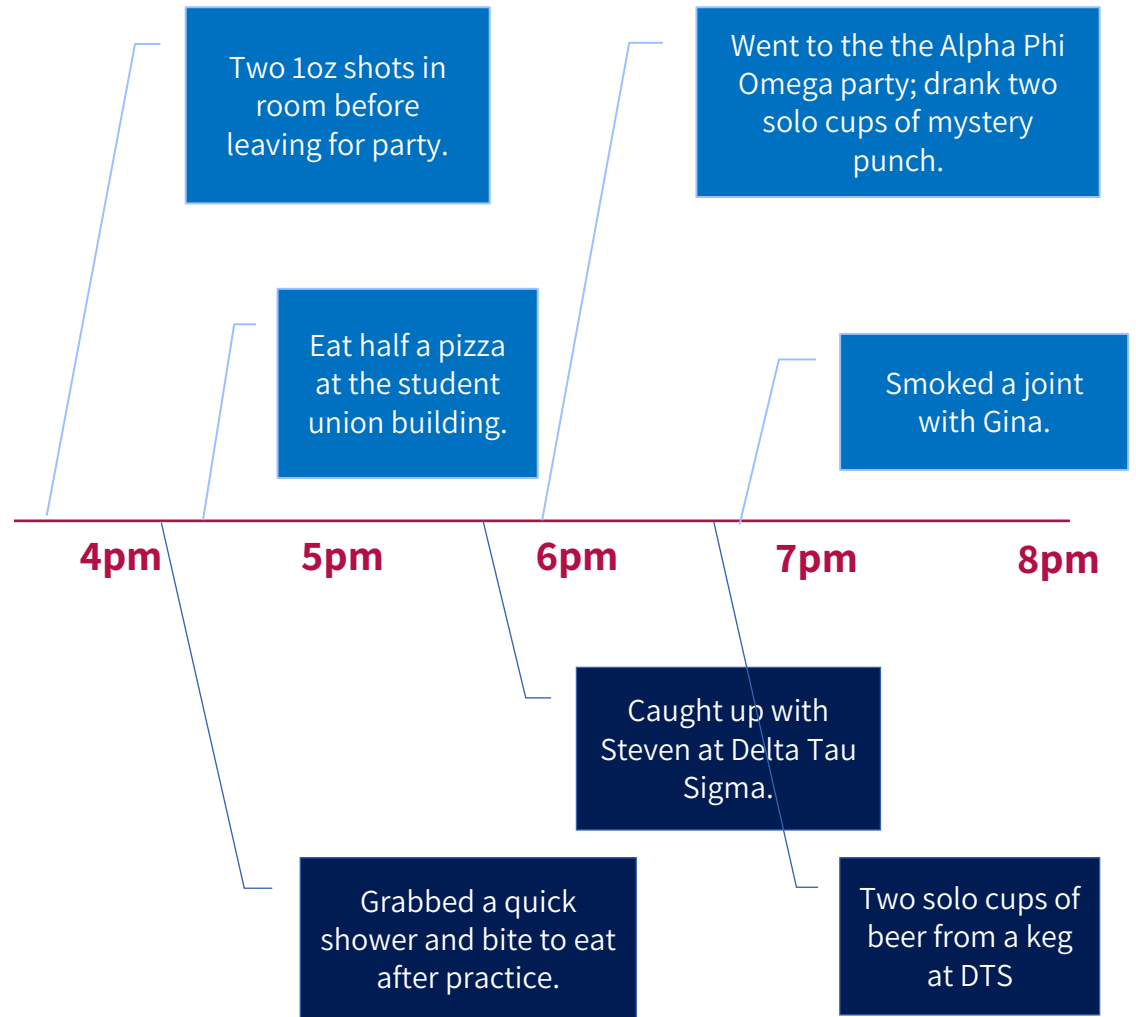 Two 1oz shots in
room before
leaving for party.
Went to the the Alpha Phi
Omega party; drank two
solo cups of mystery
punch.
Eat half a pizza
at the student
union building.
Smoked a joint
with Gina.
4pm
5pm
6pm
7pm
8pm
Caught up with
Steven at Delta Tau
Sigma.
Grabbed a quick
shower and bite to eat
after practice.
Two solo cups of
beer from a keg
at DTS